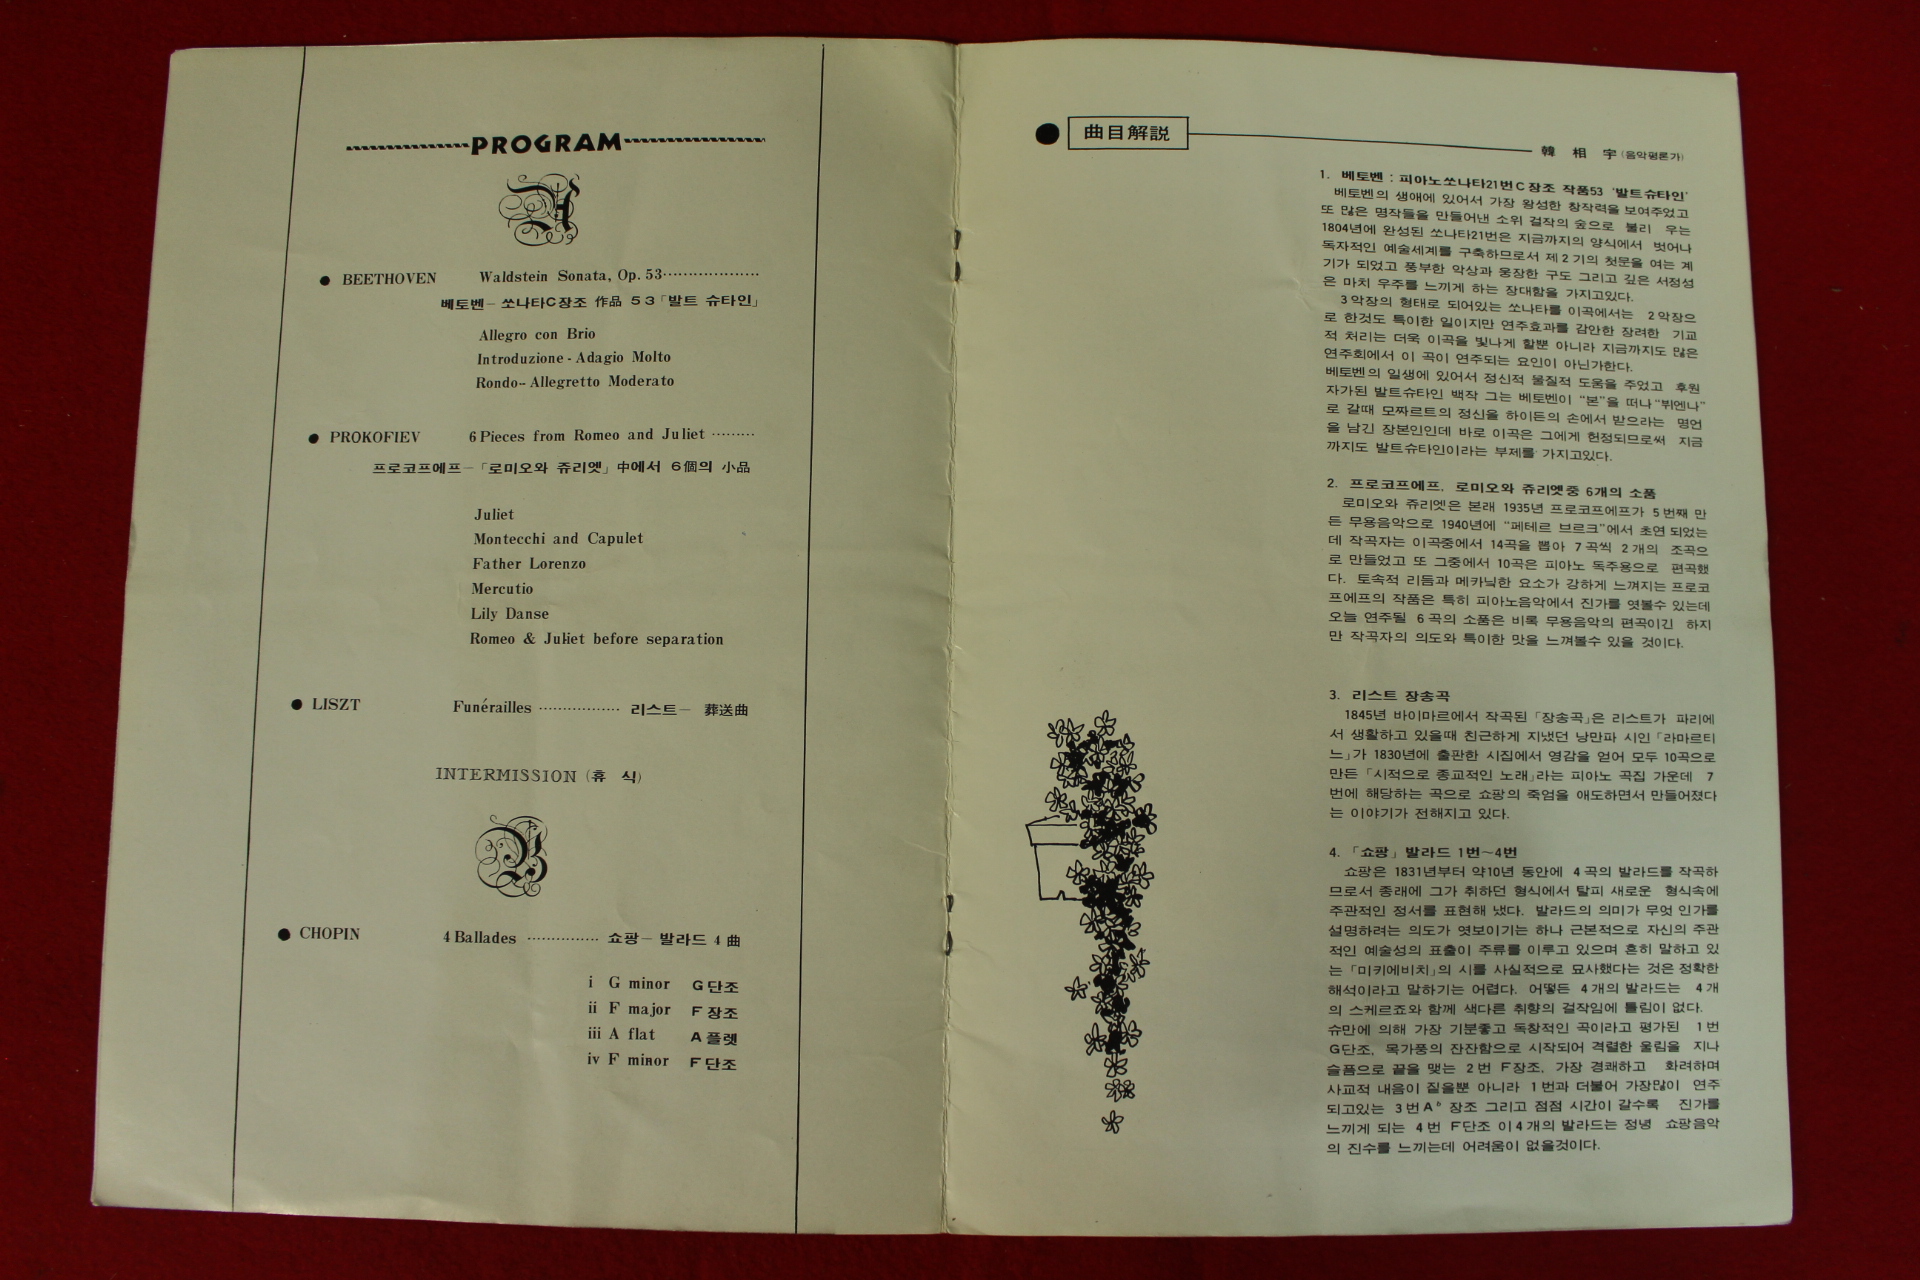 PROGRAM
A
● BEETHOVEN Waldstein Sonata, Op. 53···················
베토벤— 쏘나타C장조 作品 53「발트 슈타인」
Allegro con Brio
Introduzione - Adagio Molto
Rondo-- Allegretto Moderato
● PROKOFIEV 6 Pieces from Romeo and Juliet ·········
프로코프에프—「로미오와 쥬리엣」中에서 6個의 小品
Juliet
Montecchi and Capulet
Father Lorenzo
Mercutio
Lily Danse
Romeo & Juliet before separation
● LISZT Funérailles ················· 리스트— 葬送曲
INTERMISSION (휴 식)
B
● CHOPIN 4 Ballades ··············· 쇼팡— 발라드 4 曲
i G minor G단조
ii F major F장조
iii A flat A플렛
iv F minor F단조
● 曲目解説
韓 相 宇 (음악평론가)
1. 베토벤 : 피아노쏘나타21번C장조 작품53 '발트슈타인'
베토벤의 생애에 있어서 가장 왕성한 창작력을 보여주었고
또 많은 명작들을 만들어낸 소위 걸작의 숲으로 불리 우는
1804년에 완성된 쏘나타21번은 지금까지의 양식에서 벗어나
독자적인 예술세계를 구축하므로서 제2기의 첫문을 여는 계
기가 되었고 풍부한 악상과 웅장한 구도 그리고 깊은 서정성
은 마치 우주를 느끼게 하는 장대함을 가지고있다.
3악장의 형태로 되어있는 쏘나타를 이곡에서는 2악장으
로 한것도 특이한 일이지만 연주효과를 감안한 장려한 기교
적 처리는 더욱 이곡을 빛나게 할뿐 아니라 지금까지도 많은
연주회에서 이 곡이 연주되는 요인이 아닌가한다.
베토벤의 일생에 있어서 정신적 물질적 도움을 주었고 후원
자가된 발트슈타인 백작 그는 베토벤이 "본"을 떠나 "뷔엔나"
로 갈때 모짜르트의 정신을 하이든의 손에서 받으라는 명언
을 남긴 장본인인데 바로 이곡은 그에게 헌정되므로써 지금
까지도 발트슈타인이라는 부제를 가지고있다.
2. 프로코프에프, 로미오와 쥬리엣중 6개의 소품
로미오와 쥬리엣은 본래 1935년 프로코프에프가 5번째 만
든 무용음악으로 1940년에 "페테르 브르크"에서 초연 되었는
데 작곡자는 이곡중에서 14곡을 뽑아 7곡씩 2개의 조곡으
로 만들었고 또 그중에서 10곡은 피아노 독주용으로 편곡했
다. 토속적 리듬과 메카닉한 요소가 강하게 느껴지는 프로코
프에프의 작품은 특히 피아노음악에서 진가를 엿볼수 있는데
오늘 연주될 6곡의 소품은 비록 무용음악의 편곡이긴 하지
만 작곡자의 의도와 특이한 맛을 느껴볼수 있을 것이다.
3. 리스트 장송곡
1845년 바이마르에서 작곡된「장송곡」은 리스트가 파리에
서 생활하고 있을때 친근하게 지냈던 낭만파 시인「라마르티
느」가 1830년에 출판한 시집에서 영감을 얻어 모두 10곡으로
만든「시적으로 종교적인 노래」라는 피아노 곡집 가운데 7
번에 해당하는 곡으로 쇼팡의 죽엄을 애도하면서 만들어졌다
는 이야기가 전해지고 있다.
4. 「쇼팡」발라드 1번~4번
쇼팡은 1831년부터 약10년 동안에 4곡의 발라드를 작곡하
므로서 종래에 그가 취하던 형식에서 탈피 새로운 형식속에
주관적인 정서를 표현해 냈다. 발라드의 의미가 무엇 인가를
설명하려는 의도가 엿보이기는 하나 근본적으로 자신의 주관
적인 예술성의 표출이 주류를 이루고 있으며 흔히 말하고 있
는「미키에비치」의 시를 사실적으로 묘사했다는 것은 정확한
해석이라고 말하기는 어렵다. 어떻든 4개의 발라드는 4개
의 스케르죠와 함께 색다른 취향의 걸작임에 틀림이 없다.
슈만에 의해 가장 기분좋고 독창적인 곡이라고 평가된 1번
G단조, 목가풍의 잔잔함으로 시작되어 격렬한 울림을 지나
슬픔으로 끝을 맺는 2번 F장조, 가장 경쾌하고 화려하며
사교적 내음이 짙을뿐 아니라 1번과 더불어 가장많이 연주
되고있는 3번A♭ 장조 그리고 점점 시간이 갈수록 진가를
느끼게 되는 4번 F단조 이4개의 발라드는 정녕 쇼팡음악
의 진수를 느끼는데 어려움이 없을것이다.